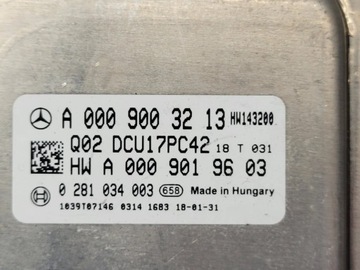 A 000 900 32 13 HW143200
Q02 DCU17PC42 18 T 031
HW A 000 901 96 03
0 281 034 003 658 Made in Hungary
1039T07146 0314 1683 18-01-31